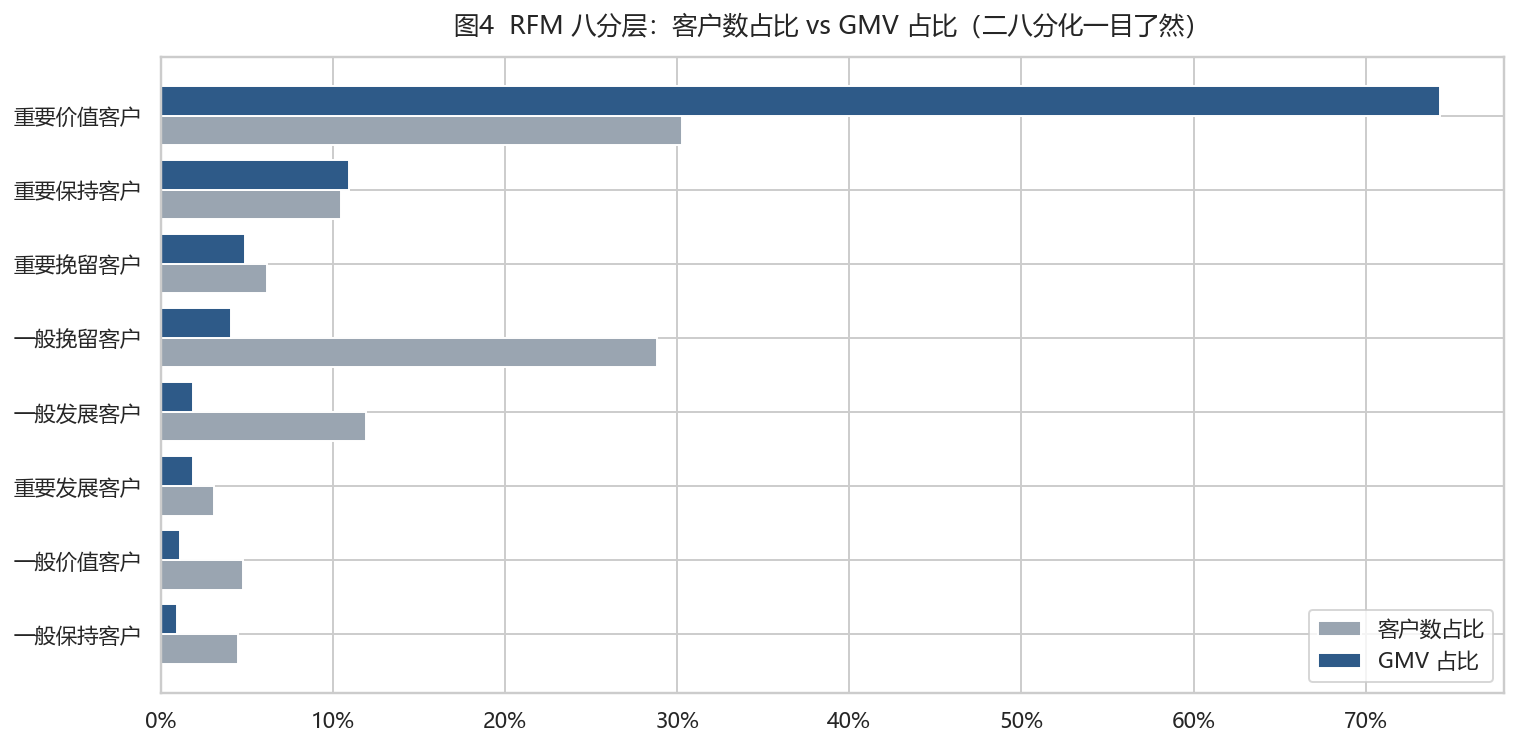 图4  RFM 八分层：客户数占比 vs GMV 占比（二八分化一目了然）
重要价值客户
重要保持客户
重要挽留客户
一般挽留客户
一般发展客户
重要发展客户
一般价值客户
一般保持客户
客户数占比
GMV 占比
0% 10% 20% 30% 40% 50% 60% 70%